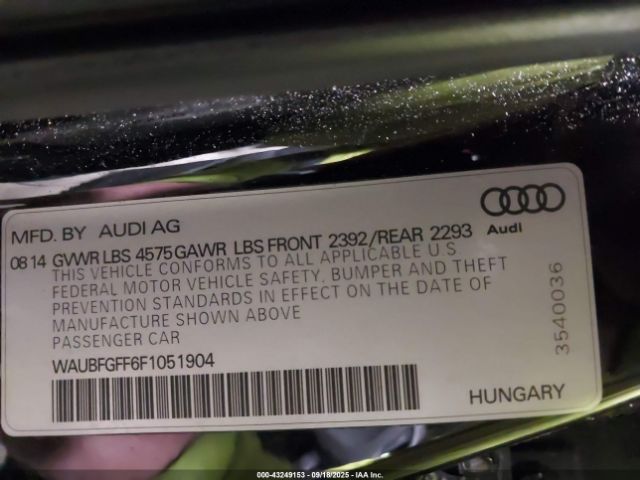 MFD. BY AUDI AG
Audi
08 14 GVWR LBS 4575 GAWR LBS FRONT 2392/REAR 2293
THIS VEHICLE CONFORMS TO ALL APPLICABLE U.S
FEDERAL MOTOR VEHICLE SAFETY, BUMPER AND THEFT
PREVENTION STANDARDS IN EFFECT ON THE DATE OF
MANUFACTURE SHOWN ABOVE
PASSENGER CAR
3540036
WAUBFGFF6F1051904
HUNGARY
000-43249153 - 09/18/2025 - IAA Inc.